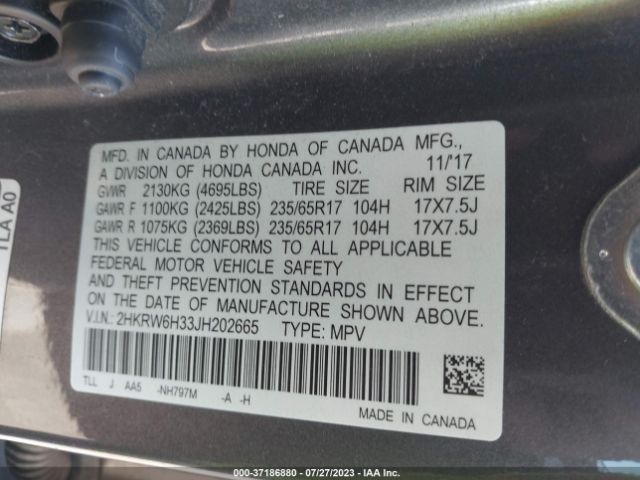 MFD. IN CANADA BY HONDA OF CANADA MFG.,
A DIVISION OF HONDA CANADA INC. 11/'17
GVWR 2130KG (4695LBS) TIRE SIZE RIM SIZE
GAWR F 1100KG (2425LBS) 235/65R17 104H 17X7.5J
GAWR R 1075KG (2369LBS) 235/65R17 104H 17X7.5J
THIS VEHICLE CONFORMS TO ALL APPLICABLE
FEDERAL MOTOR VEHICLE SAFETY
AND THEFT PREVENTION STANDARDS IN EFFECT
ON THE DATE OF MANUFACTURE SHOWN ABOVE.
V.I.N.: 2HKRW6H33JH202665 TYPE: MPV
TLL J AA5 -NH797M -A -H
MADE IN CANADA
TLA A0
000-37186880 / 07/27/2023 / IAA Inc.